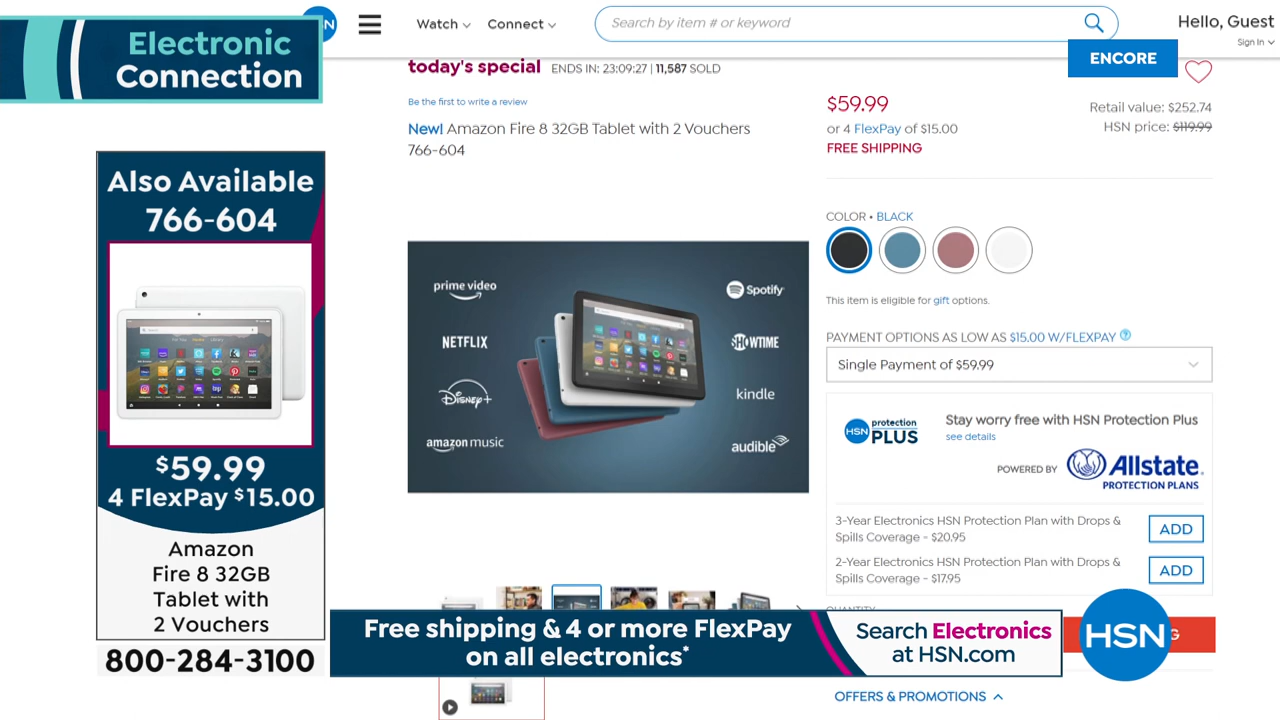 Electronic
Connection
HSN
Watch
Connect
Search by item # or keyword
Hello, Guest
Sign In
ENCORE
today's special ENDS IN: 23:09:27 | 11,587 SOLD
Be the first to write a review
New! Amazon Fire 8 32GB Tablet with 2 Vouchers
766-604
$59.99
or 4 FlexPay of $15.00
FREE SHIPPING
Retail value: $252.74
HSN price: $119.99
COLOR • BLACK
This item is eligible for gift options.
PAYMENT OPTIONS AS LOW AS $15.00 W/FLEXPAY ?
Single Payment of $59.99
HSN protection PLUS
Stay worry free with HSN Protection Plus
see details
POWERED BY Allstate
PROTECTION PLANS
3-Year Electronics HSN Protection Plan with Drops &
Spills Coverage - $20.95
ADD
2-Year Electronics HSN Protection Plan with Drops &
Spills Coverage - $17.95
ADD
QUANTITY
Also Available
766-604
$59.99
4 FlexPay $15.00
Amazon
Fire 8 32GB
Tablet with
2 Vouchers
800-284-3100
prime video
NETFLIX
Disney+
amazon music
Spotify
SHOWTIME
kindle
audible
Free shipping & 4 or more FlexPay
on all electronics*
Search Electronics
at HSN.com
HSN
G
OFFERS & PROMOTIONS